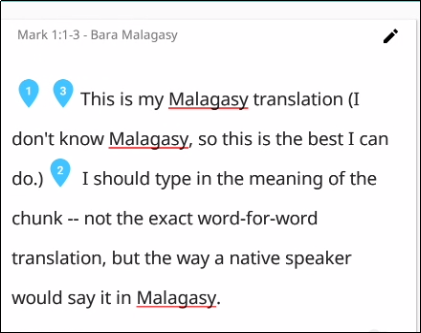 Mark 1:1-3 - Bara Malagasy
1 3 This is my Malagasy translation (I
don't know Malagasy, so this is the best I can
do.) 2 I should type in the meaning of the
chunk -- not the exact word-for-word
translation, but the way a native speaker
would say it in Malagasy.